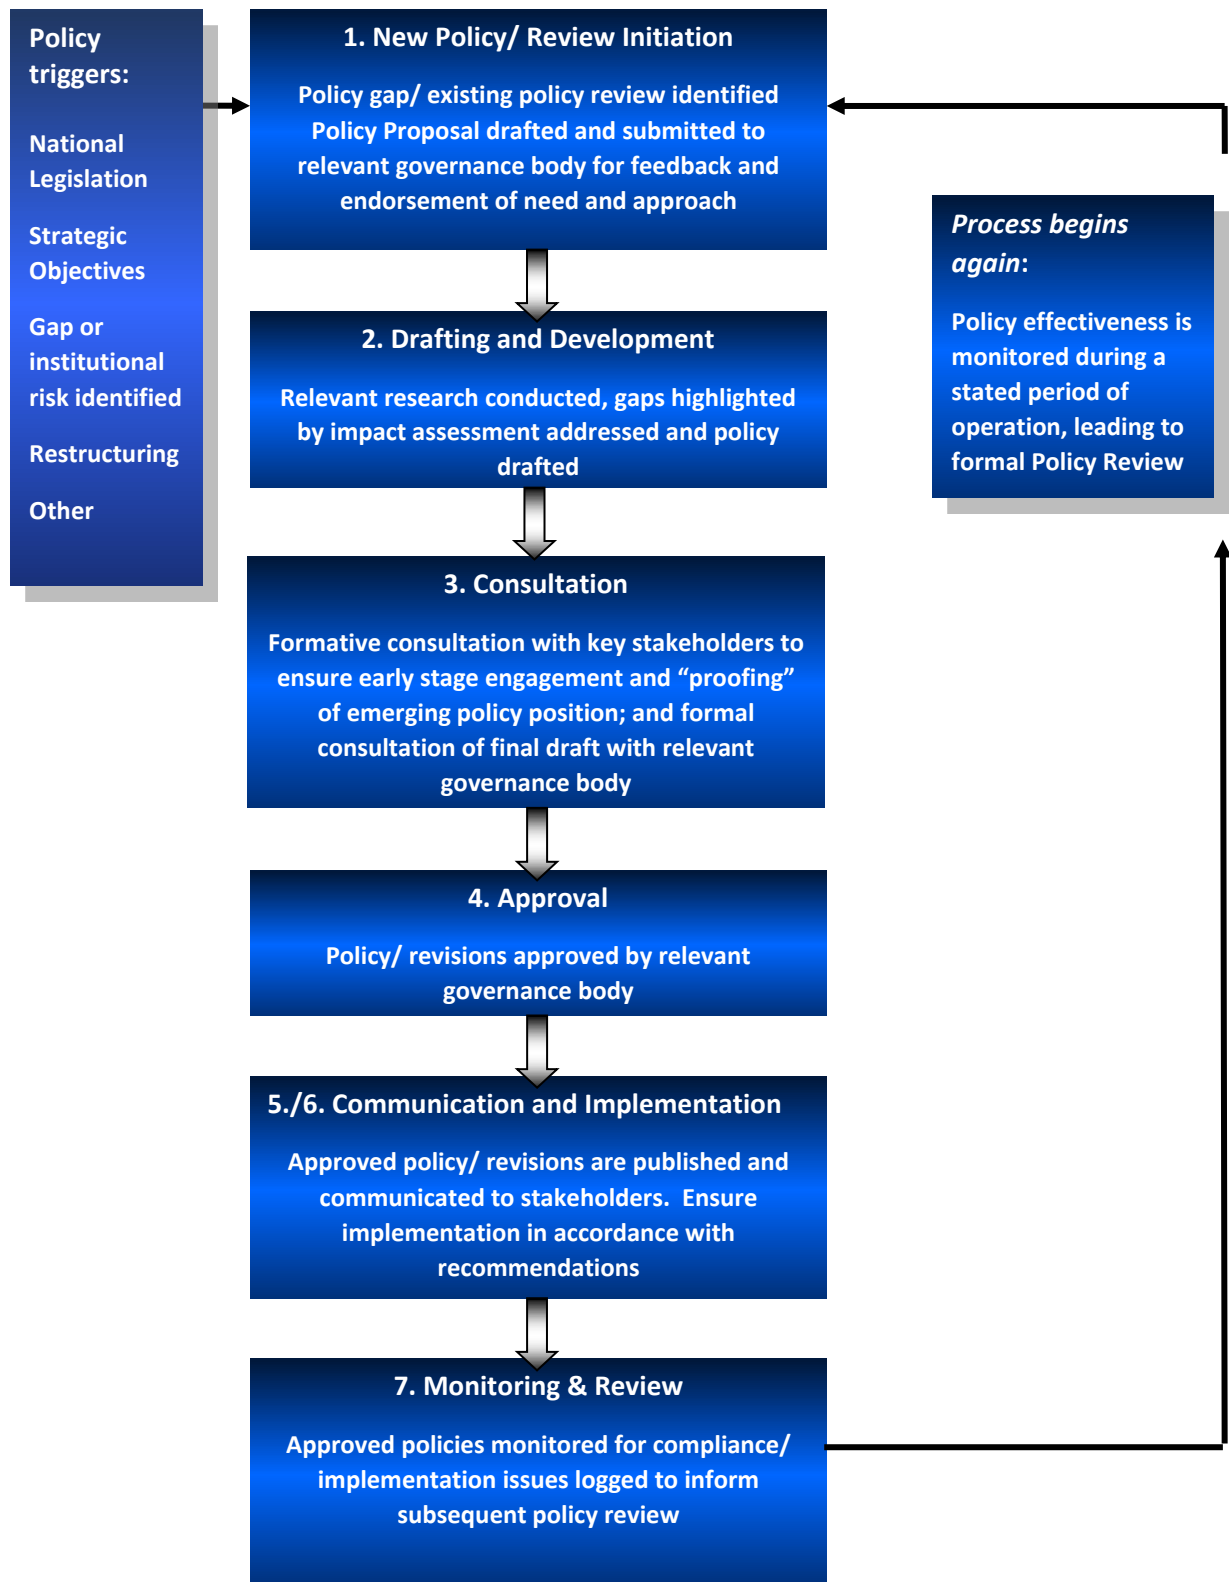 Policy
triggers:
National
Legislation
Strategic
Objectives
Gap or
institutional
risk identified
Restructuring
Other
1. New Policy/ Review Initiation
Policy gap/ existing policy review identified
Policy Proposal drafted and submitted to
relevant governance body for feedback and
endorsement of need and approach
Process begins
again:
Policy effectiveness is
monitored during a
stated period of
operation, leading to
formal Policy Review
2. Drafting and Development
Relevant research conducted, gaps highlighted
by impact assessment addressed and policy
drafted
3. Consultation
Formative consultation with key stakeholders to
ensure early stage engagement and “proofing”
of emerging policy position; and formal
consultation of final draft with relevant
governance body
4. Approval
Policy/ revisions approved by relevant
governance body
5./6. Communication and Implementation
Approved policy/ revisions are published and
communicated to stakeholders.  Ensure
implementation in accordance with
recommendations
7. Monitoring & Review
Approved policies monitored for compliance/
implementation issues logged to inform
subsequent policy review